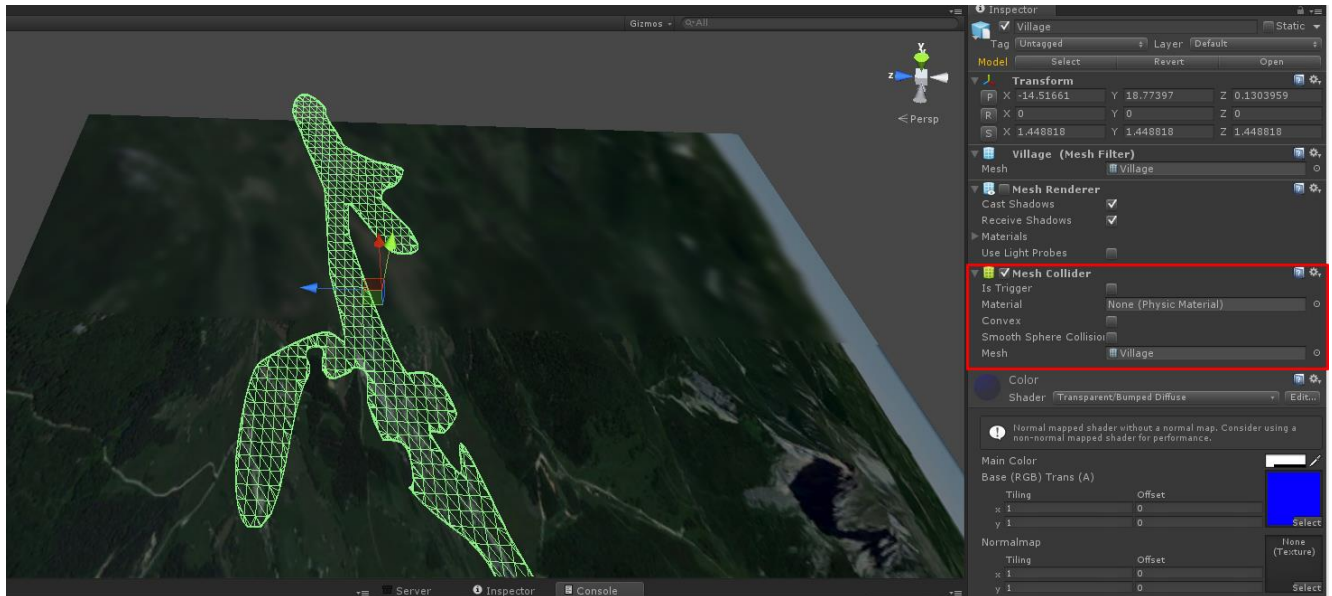 Gizmos
All
y
z
Persp
Server
Inspector
Console
Inspector
Village
Static
Tag Untagged Layer Default
Model Select Revert Open
Transform
P X -14.51661 Y 18.77397 Z 0.1303959
R X 0 Y 0 Z 0
S X 1.448818 Y 1.448818 Z 1.448818
Village (Mesh Filter)
Mesh Village
Mesh Renderer
Cast Shadows
Receive Shadows
Materials
Use Light Probes
Mesh Collider
Is Trigger
Material None (Physic Material)
Convex
Smooth Sphere Collision
Mesh Village
Color
Shader Transparent/Bumped Diffuse Edit...
Normal mapped shader without a normal map. Consider using a
non-normal mapped shader for performance.
Main Color
Base (RGB) Trans (A)
Tiling Offset
x 1 0
y 1 0
Select
Normalmap
None
(Texture)
Tiling Offset
x 1 0
y 1 0
Select